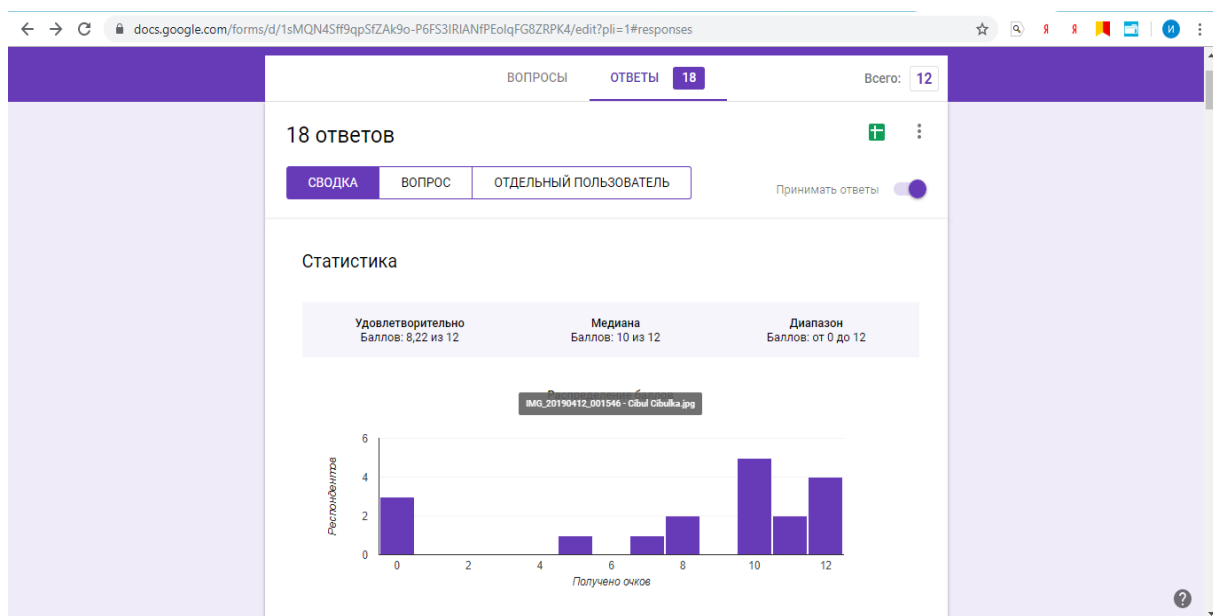 docs.google.com/forms/d/1sMQN4Sff9qpSfZAk9o-P6FS3IRIANfPEolqFG8ZRPK4/edit?pli=1#responses
Я Я И
ВОПРОСЫ ОТВЕТЫ 18 Всего: 12
18 ответов
СВОДКА ВОПРОС ОТДЕЛЬНЫЙ ПОЛЬЗОВАТЕЛЬ Принимать ответы
Статистика
Удовлетворительно Медиана Диапазон
Баллов: 8,22 из 12 Баллов: 10 из 12 Баллов: от 0 до 12
Распределение баллов
IMG_20190412_001546 - Cibul Cibulka.jpg
6
4
2
0
Респондентов
0 2 4 6 8 10 12
Получено очков